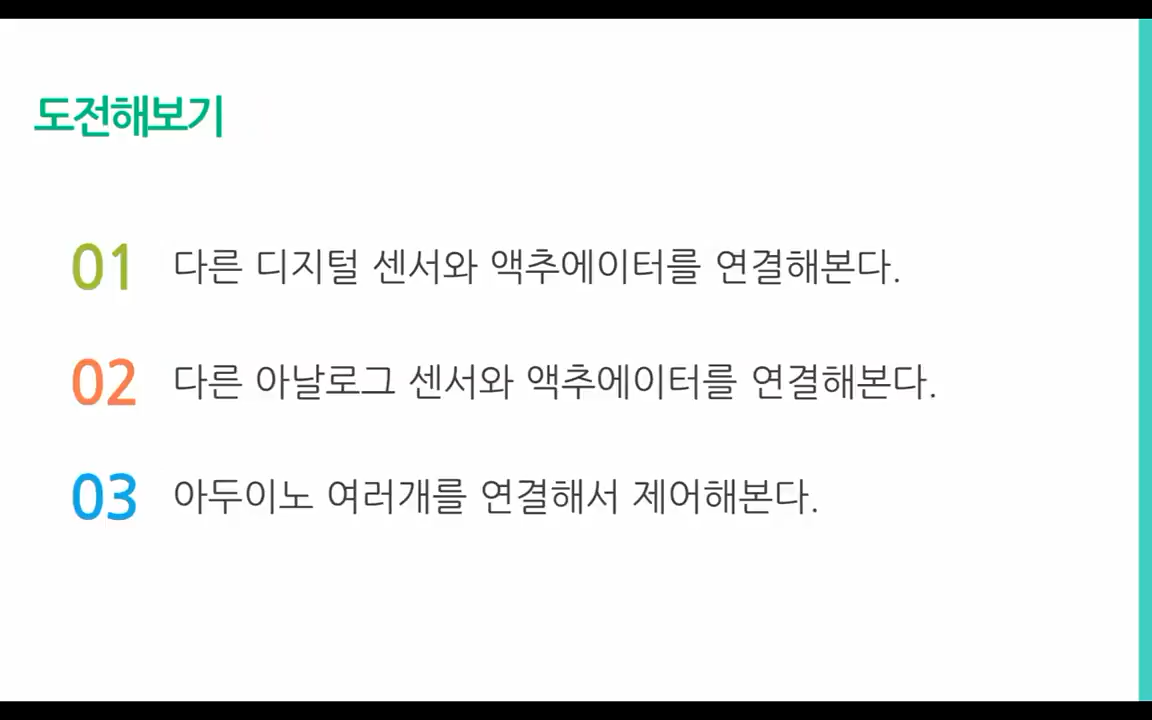 도전해보기
01 다른 디지털 센서와 액추에이터를 연결해본다.
02 다른 아날로그 센서와 액추에이터를 연결해본다.
03 아두이노 여러개를 연결해서 제어해본다.